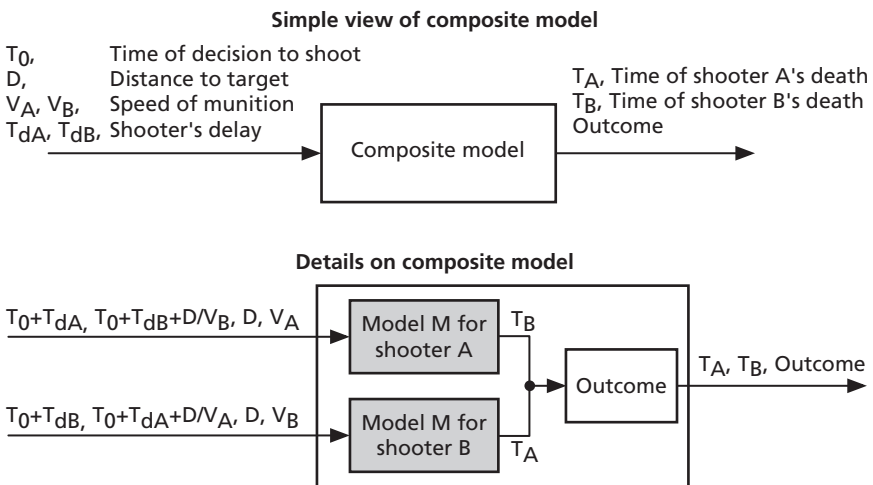 Simple view of composite model
T0, Time of decision to shoot
D, Distance to target
VA, VB, Speed of munition
TdA, TdB, Shooter's delay
Composite model
TA, Time of shooter A's death
TB, Time of shooter B's death
Outcome
Details on composite model
T0+TdA, T0+TdB+D/VB, D, VA
Model M for
shooter A
TB
Outcome
TA, TB, Outcome
T0+TdB, T0+TdA+D/VA, D, VB
Model M for
shooter B
TA